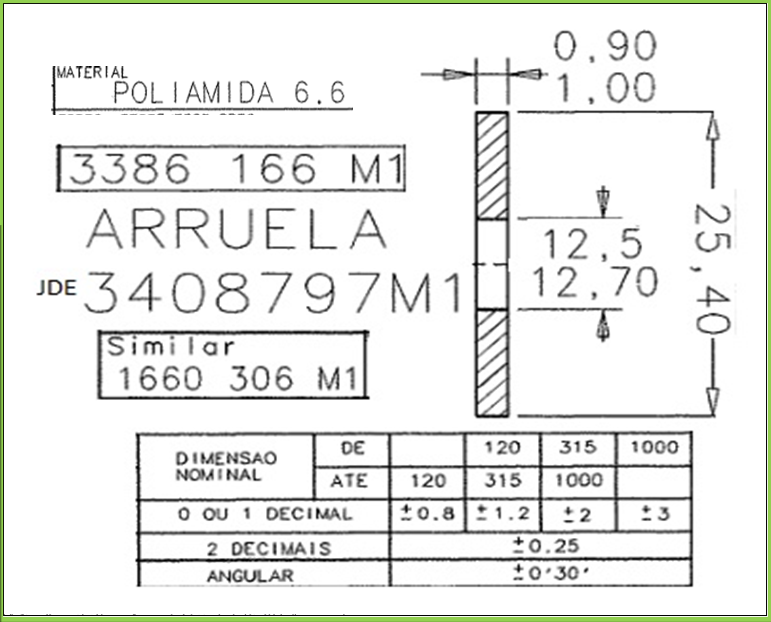 MATERIAL
POLIAMIDA 6.6
3386 166 M1
ARRUELA
JDE 3408797M1
Similar
1660 306 M1
0,90
1,00
12,5
12,70
25,40
DIMENSAO NOMINAL DE 120 315 1000
ATE 120 315 1000
0 OU 1 DECIMAL ±0.8 ±1.2 ±2 ±3
2 DECIMAIS ±0.25
ANGULAR ±0'30'